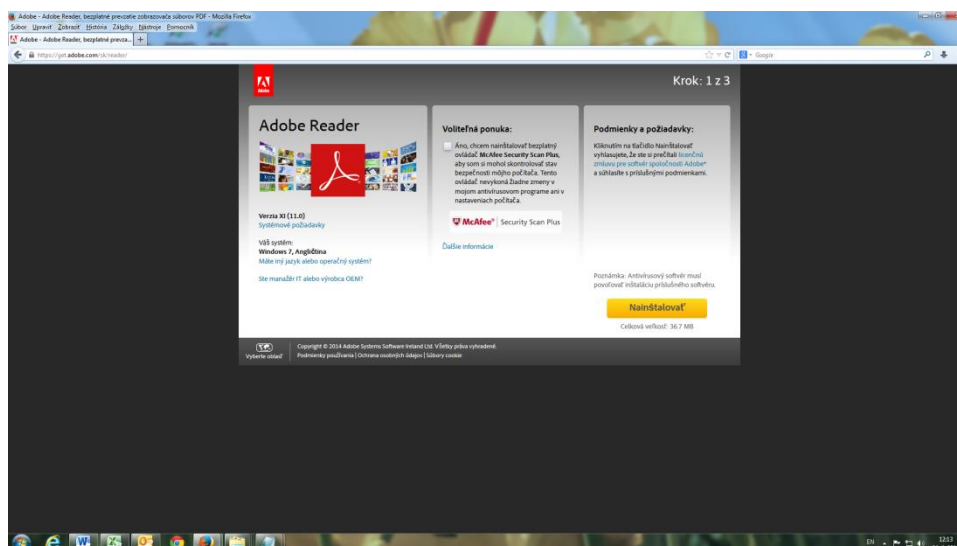 Adobe - Adobe Reader, bezplatné prevzatie zobrazovača súborov PDF - Mozilla Firefox
Súbor Upraviť Zobraziť História Záložky Nástroje Pomocník
Adobe - Adobe Reader, bezplatné prevza...
https://get.adobe.com/sk/reader/
Google
Adobe
Krok: 1 z 3
Adobe Reader
Verzia XI (11.0)
Systémové požiadavky
Váš systém:
Windows 7, Angličtina
Máte iný jazyk alebo operačný systém?
Ste manažér IT alebo výrobca OEM?
Voliteľná ponuka:
Áno, chcem nainštalovať bezplatný
ovládač McAfee Security Scan Plus,
aby som si mohol skontrolovať stav
bezpečnosti môjho počítača. Tento
ovládač nevykoná žiadne zmeny v
mojom antivírusovom programe ani v
nastaveniach počítača.
McAfee® Security Scan Plus
Ďalšie informácie
Podmienky a požiadavky:
Kliknutím na tlačidlo Nainštalovať
vyhlasujete, že ste si prečítali licenčnú
zmluvu pre softvér spoločnosti Adobe*
a súhlasíte s príslušnými podmienkami.
Poznámka: Antivírusový softvér musí
povoľovať inštaláciu príslušného softvéru.
Nainštalovať
Celková veľkosť: 36.7 MB
Vyberte oblasť
Copyright © 2014 Adobe Systems Software Ireland Ltd. Všetky práva vyhradené.
Podmienky používania | Ochrana osobných údajov | Súbory cookie
EN
12:13